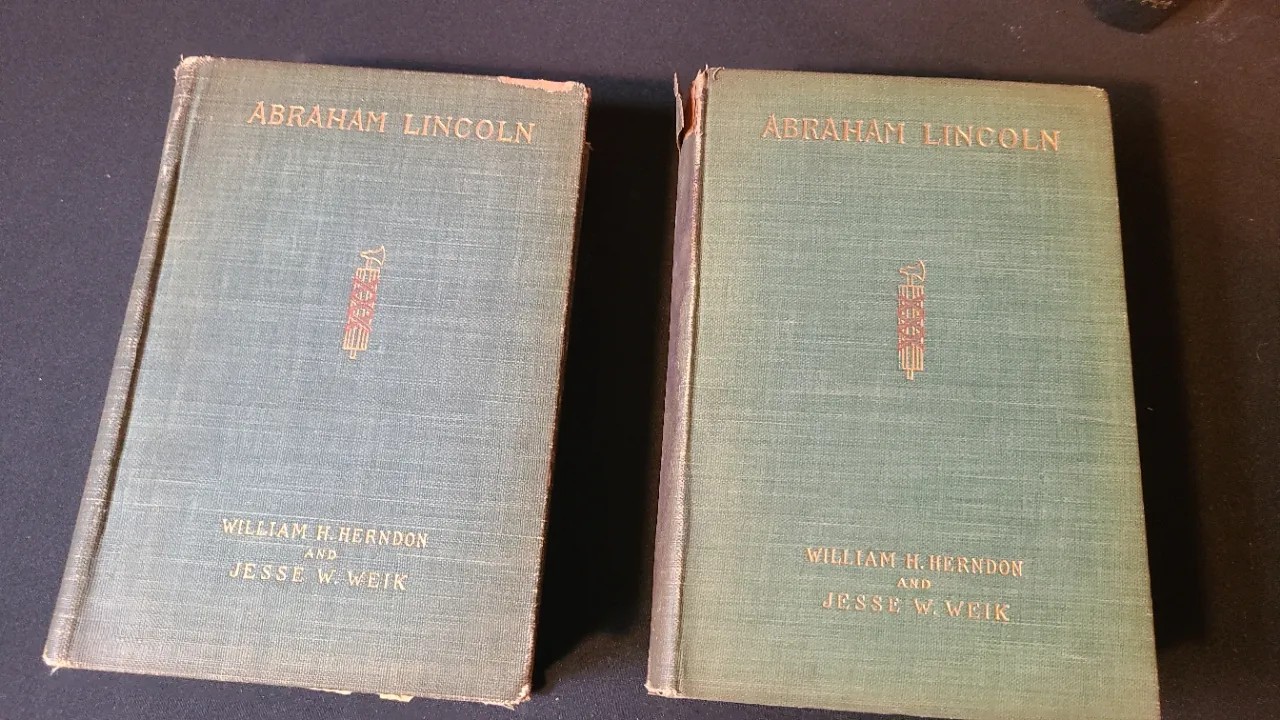 ABRAHAM LINCOLN
WILLIAM H. HERNDON
AND
JESSE W. WEIK
ABRAHAM LINCOLN
WILLIAM H. HERNDON
AND
JESSE W. WEIK